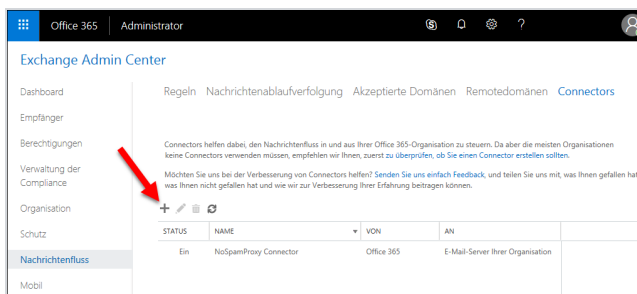 Office 365 Administrator
Exchange Admin Center
Dashboard
Empfänger
Berechtigungen
Verwaltung der
Compliance
Organisation
Schutz
Nachrichtenfluss
Mobil
Regeln Nachrichtenablaufverfolgung Akzeptierte Domänen Remotedomänen Connectors
Connectors helfen dabei, den Nachrichtenfluss in und aus Ihrer Office 365-Organisation zu steuern. Da aber die meisten Organisationen
keine Connectors verwenden müssen, empfehlen wir Ihnen, zuerst zu überprüfen, ob Sie einen Connector erstellen sollten.
Möchten Sie uns bei der Verbesserung von Connectors helfen? Senden Sie uns einfach Feedback, und teilen Sie uns mit, was Ihnen gefallen hat
was Ihnen nicht gefallen hat und wie wir zur Verbesserung Ihrer Erfahrung beitragen können.
STATUS NAME VON AN
Ein NoSpamProxy Connector Office 365 E-Mail-Server Ihrer Organisation